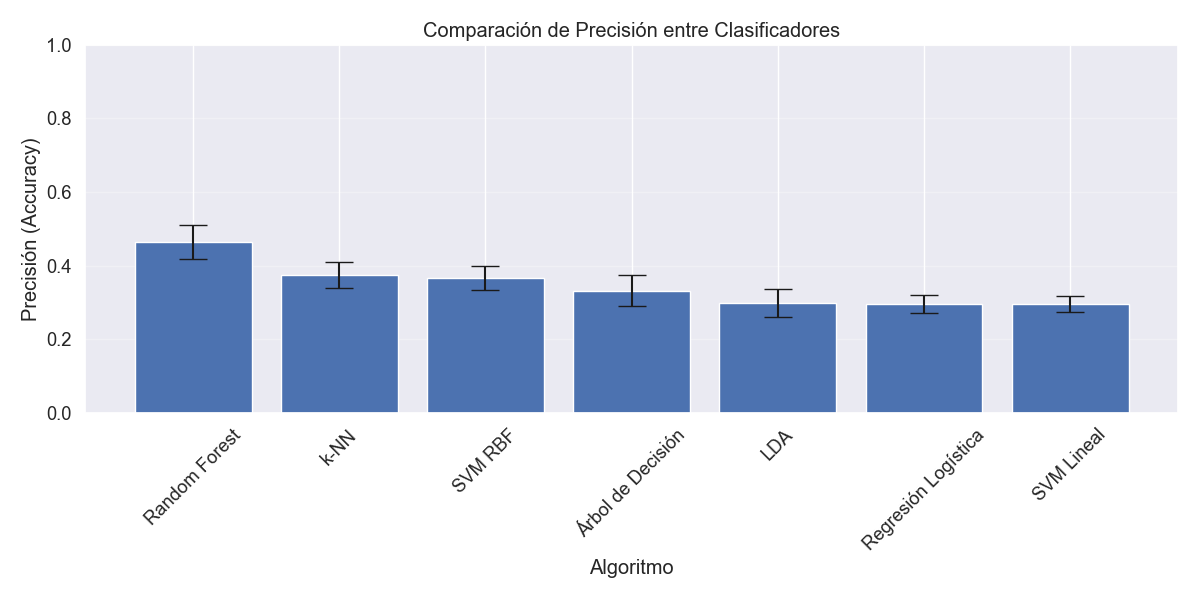 Comparación de Precisión entre Clasificadores
Precisión (Accuracy)
1.0
0.8
0.6
0.4
0.2
0.0
Random Forest
k-NN
SVM RBF
Árbol de Decisión
LDA
Regresión Logística
SVM Lineal
Algoritmo